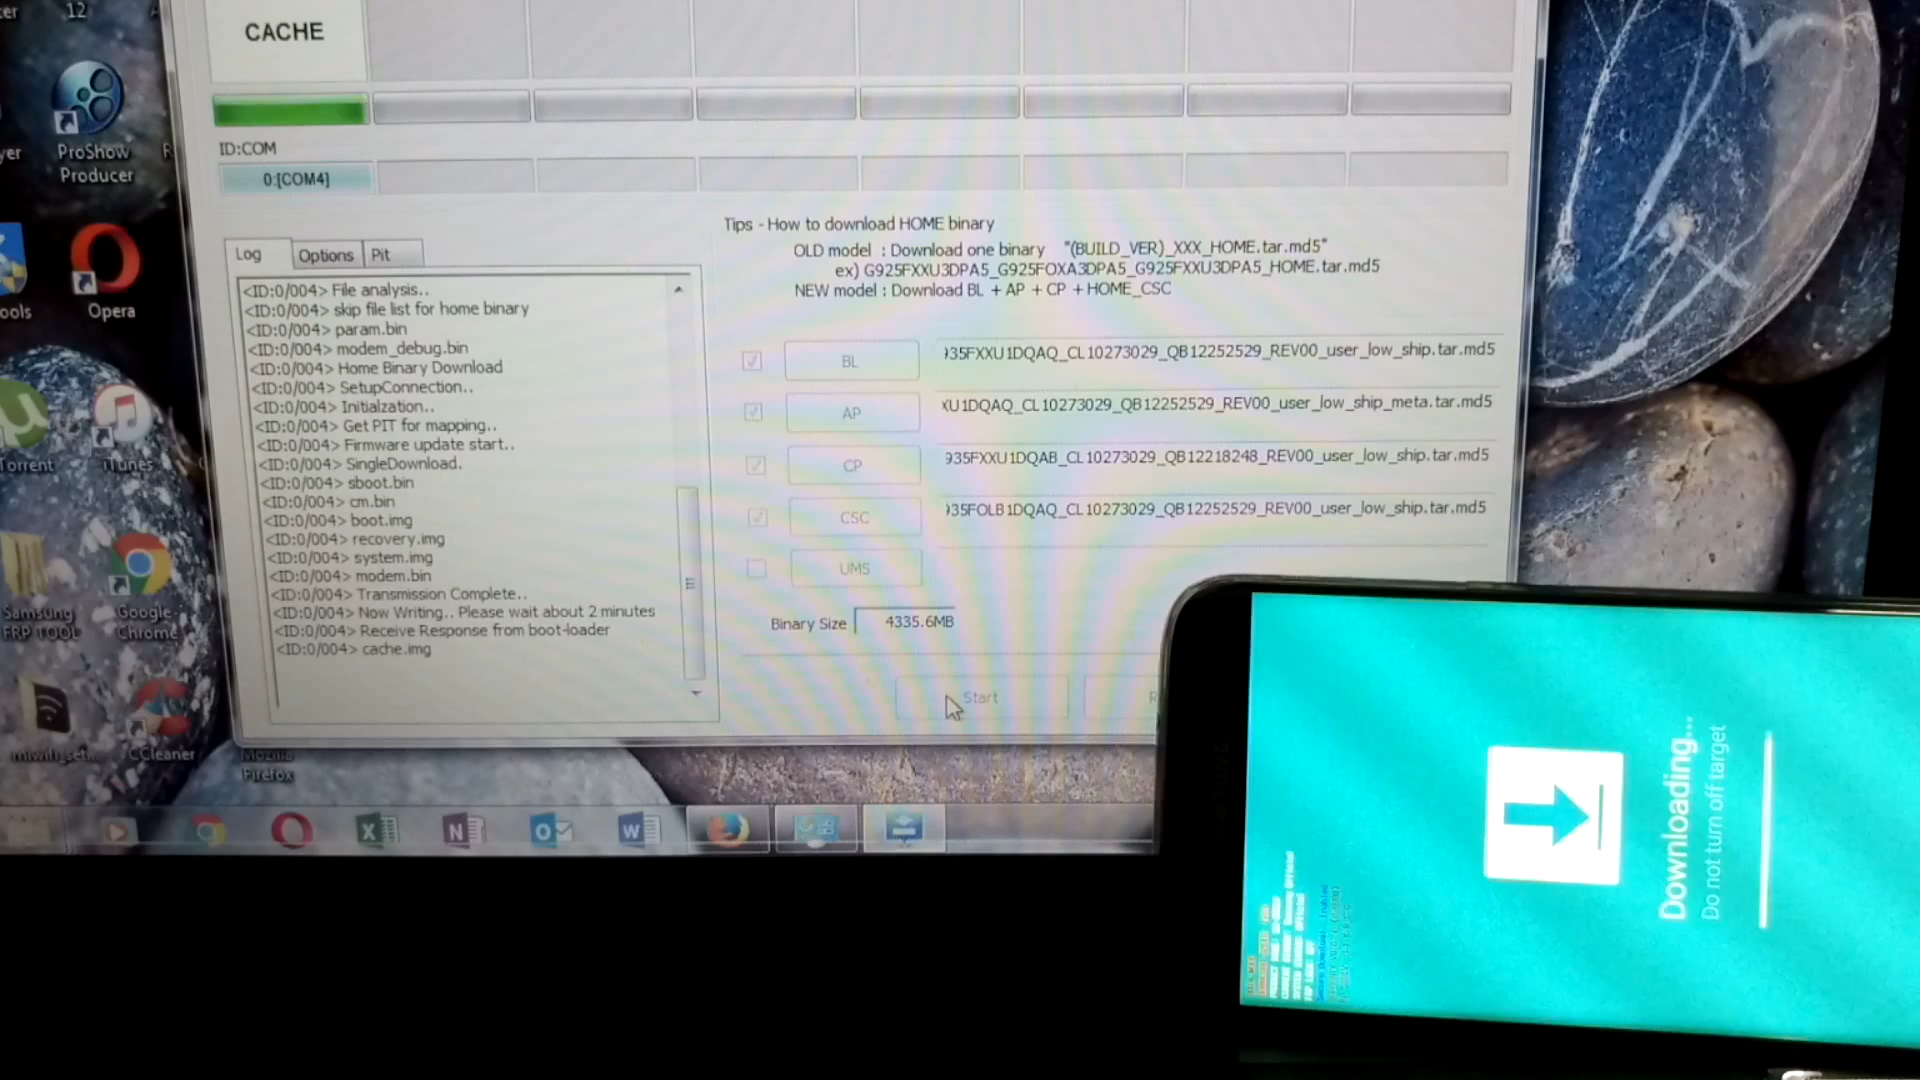 12
CACHE
ProShow
Producer
ID:COM
0:[COM4]
Opera
iTunes
Samsung
FRP TOOL
Google
Chrome
CCleaner
Mozilla
Firefox
Log
Options
Pit
<ID:0/004> File analysis..
<ID:0/004> skip file list for home binary
<ID:0/004> param.bin
<ID:0/004> modem_debug.bin
<ID:0/004> Home Binary Download
<ID:0/004> SetupConnection..
<ID:0/004> Initialzation..
<ID:0/004> Get PIT for mapping..
<ID:0/004> Firmware update start..
<ID:0/004> SingleDownload.
<ID:0/004> sboot.bin
<ID:0/004> cm.bin
<ID:0/004> boot.img
<ID:0/004> recovery.img
<ID:0/004> system.img
<ID:0/004> modem.bin
<ID:0/004> Transmission Complete..
<ID:0/004> Now Writing.. Please wait about 2 minutes
<ID:0/004> Receive Response from boot-loader
<ID:0/004> cache.img
Tips - How to download HOME binary
OLD model : Download one binary "(BUILD_VER)_XXX_HOME.tar.md5"
ex) G925FXXU3DPA5_G925FOXA3DPA5_G925FXXU3DPA5_HOME.tar.md5
NEW model : Download BL + AP + CP + HOME_CSC
BL
35FXXU1DQAQ_CL10273029_QB12252529_REV00_user_low_ship.tar.md5
AP
XU1DQAQ_CL10273029_QB12252529_REV00_user_low_ship_meta.tar.md5
CP
935FXXU1DQAB_CL10273029_QB12218248_REV00_user_low_ship.tar.md5
CSC
35FOLB1DQAQ_CL10273029_QB12252529_REV00_user_low_ship.tar.md5
UMS
Binary Size
4335.6MB
Start
Downloading...
Do not turn off target